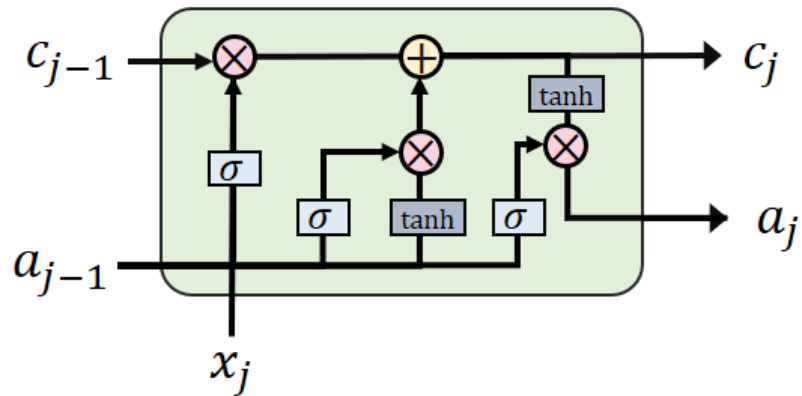 c_{j-1} × + c_j
tanh
σ ×
×
σ tanh σ
a_j
a_{j-1}
x_j